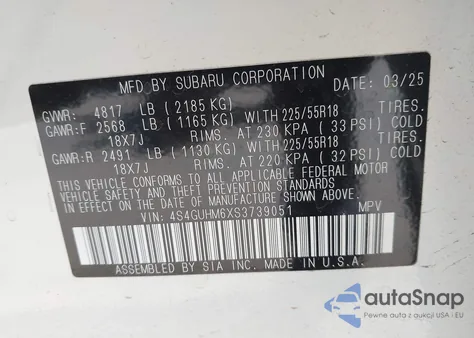 MFD BY SUBARU CORPORATION DATE: 03/25
GVWR: 4817 LB (2185 KG)
GAWR:F 2568 LB (1165 KG) WITH 225/55R18 TIRES.
18X7J RIMS. AT 230 KPA (33 PSI) COLD
GAWR:R 2491 LB (1130 KG) WITH 225/55R18 TIRES.
18X7J RIMS. AT 220 KPA (32 PSI) COLD
THIS VEHICLE CONFORMS TO ALL APPLICABLE FEDERAL MOTOR
VEHICLE SAFETY AND BUMPER STANDARDS IN EFFECT ON
THE DATE OF MANUFACTURE SHOWN ABOVE.
VIN: 4S4GUHM6XS3739051 MPV
ASSEMBLED BY SIA INC. MADE IN U.S.A.
autoSnap
Pewne auta z aukcji USA i EU